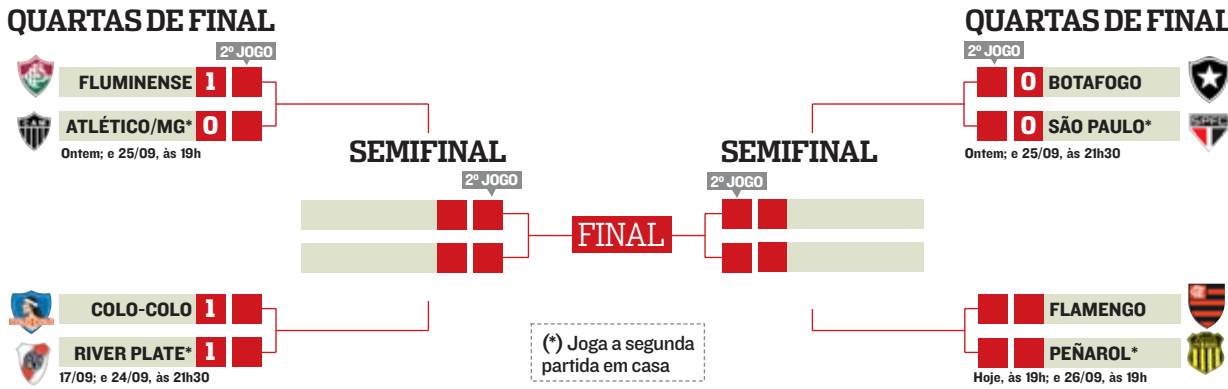 QUARTAS DE FINAL
2º JOGO
FLUMINENSE 1
ATLÉTICO/MG* 0
Ontem; e 25/09, às 19h
COLO-COLO 1
RIVER PLATE* 1
17/09; e 24/09, às 21h30
SEMIFINAL
2º JOGO
FINAL
SEMIFINAL
2º JOGO
(*) Joga a segunda
partida em casa
QUARTAS DE FINAL
2º JOGO
0 BOTAFOGO
0 SÃO PAULO*
SPFC
Ontem; e 25/09, às 21h30
FLAMENGO
PEÑAROL*
Hoje, às 19h; e 26/09, às 19h